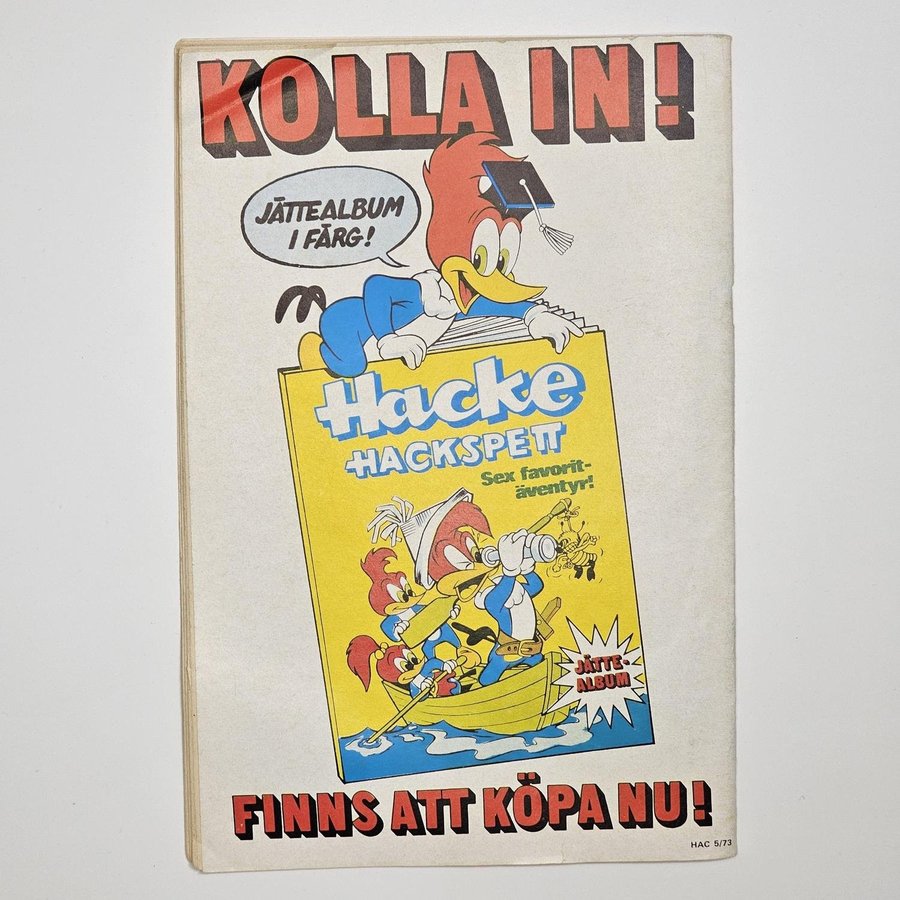 KOLLA IN!
JÄTTEALBUM
I FÄRG!
Hacke
HACKSPETT
Sex favorit-
äventyr!
JÄTTE-
ALBUM
FINNS ATT KÖPA NU!
HAC 5/73